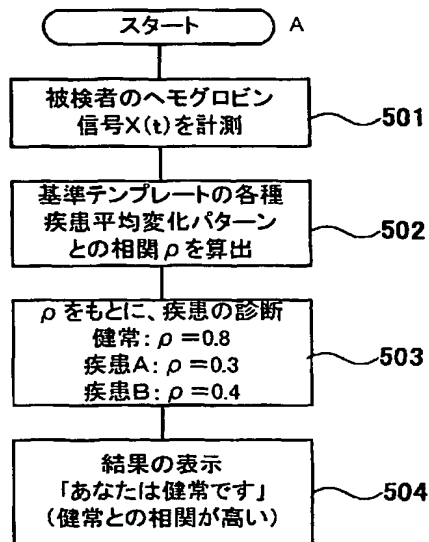 スタート A
被検者のヘモグロビン
信号X(t)を計測
501
基準テンプレートの各種
疾患平均変化パターン
との相関ρを算出
502
ρをもとに、疾患の診断
健常：ρ=0.8
疾患A：ρ=0.3
疾患B：ρ=0.4
503
結果の表示
「あなたは健常です」
（健常との相関が高い）
504